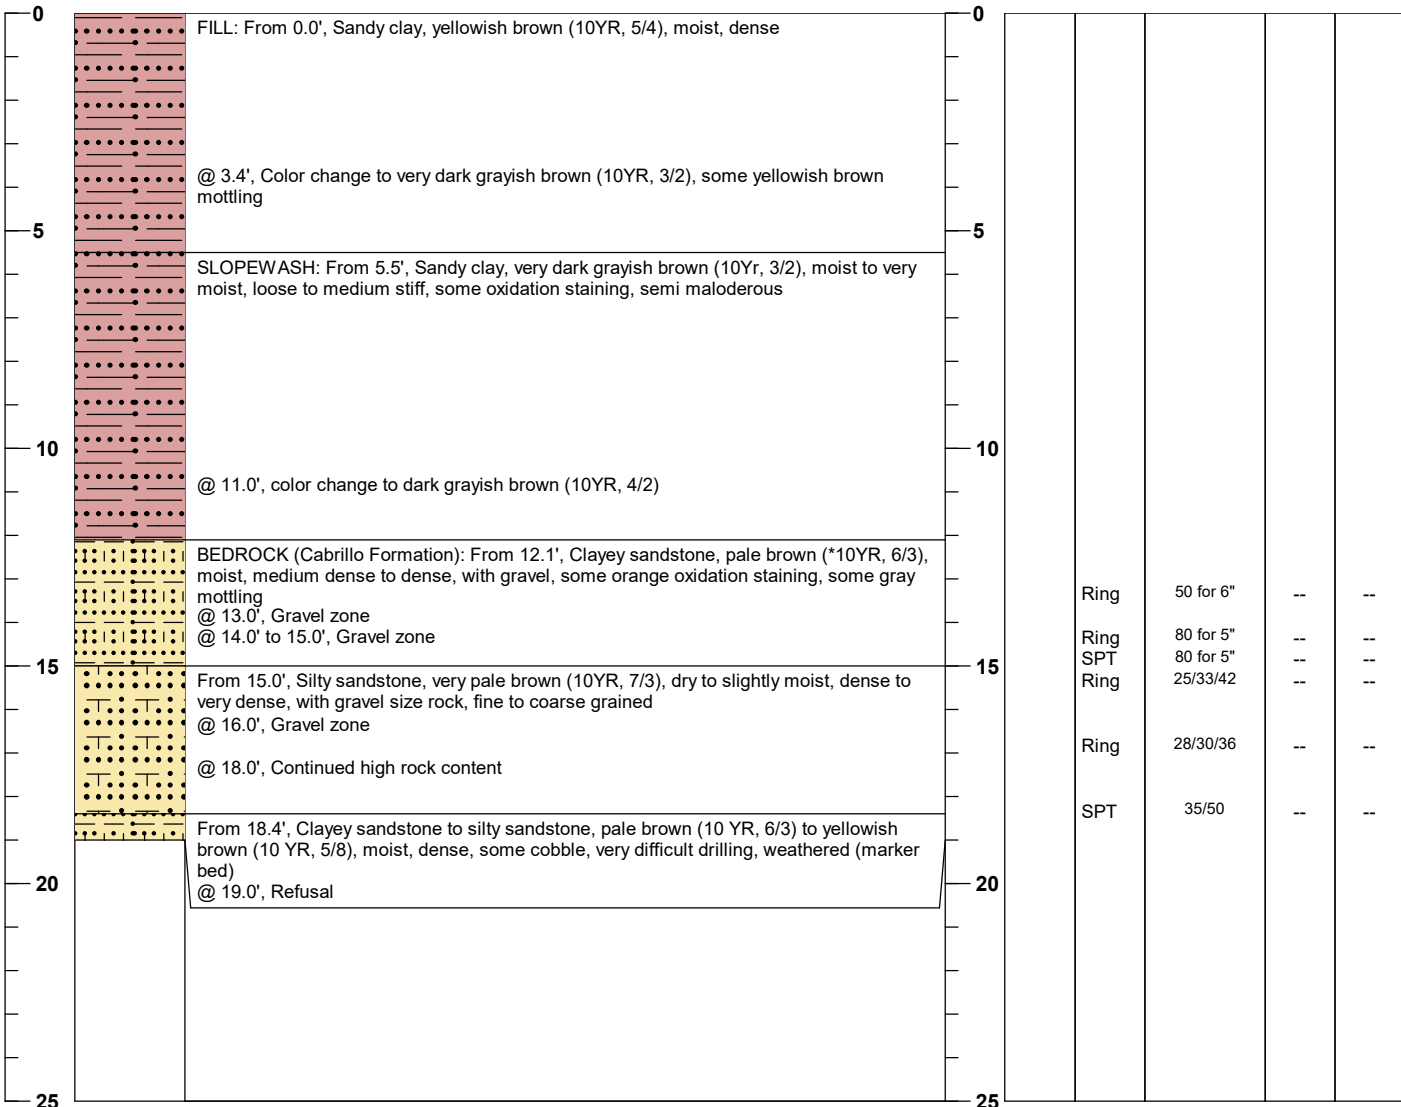 0
0
FILL: From 0.0', Sandy clay, yellowish brown (10YR, 5/4), moist, dense
@ 3.4', Color change to very dark grayish brown (10YR, 3/2), some yellowish brown
mottling
5
5
SLOPEWASH: From 5.5', Sandy clay, very dark grayish brown (10Yr, 3/2), moist to very
moist, loose to medium stiff, some oxidation staining, semi maloderous
10
10
@ 11.0', color change to dark grayish brown (10YR, 4/2)
BEDROCK (Cabrillo Formation): From 12.1', Clayey sandstone, pale brown (*10YR, 6/3),
moist, medium dense to dense, with gravel, some orange oxidation staining, some gray
mottling
Ring 50 for 6" -- --
@ 13.0', Gravel zone
@ 14.0' to 15.0', Gravel zone
Ring 80 for 5" -- --
SPT 80 for 5" -- --
15
15
From 15.0', Silty sandstone, very pale brown (10YR, 7/3), dry to slightly moist, dense to
Ring 25/33/42 -- --
very dense, with gravel size rock, fine to coarse grained
@ 16.0', Gravel zone
Ring 28/30/36 -- --
@ 18.0', Continued high rock content
SPT 35/50 -- --
From 18.4', Clayey sandstone to silty sandstone, pale brown (10 YR, 6/3) to yellowish
brown (10 YR, 5/8), moist, dense, some cobble, very difficult drilling, weathered (marker
bed)
20
20
@ 19.0', Refusal
25
25